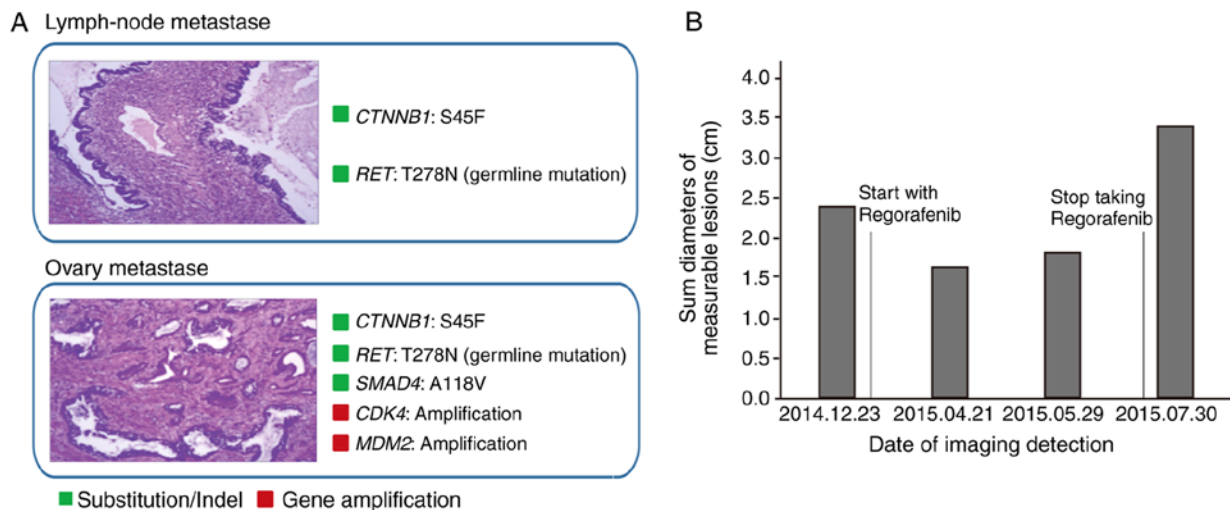 A
Lymph-node metastase
CTNNB1: S45F
RET: T278N (germline mutation)
Ovary metastase
CTNNB1: S45F
RET: T278N (germline mutation)
SMAD4: A118V
CDK4: Amplification
MDM2: Amplification
Substitution/Indel Gene amplification
B
Sum diameters of
measurable lesions (cm)
4.0
3.5
3.0
2.5
2.0
1.5
1.0
0.5
0.0
Start with
Regorafenib
Stop taking
Regorafenib
2014.12.23 2015.04.21 2015.05.29 2015.07.30
Date of imaging detection